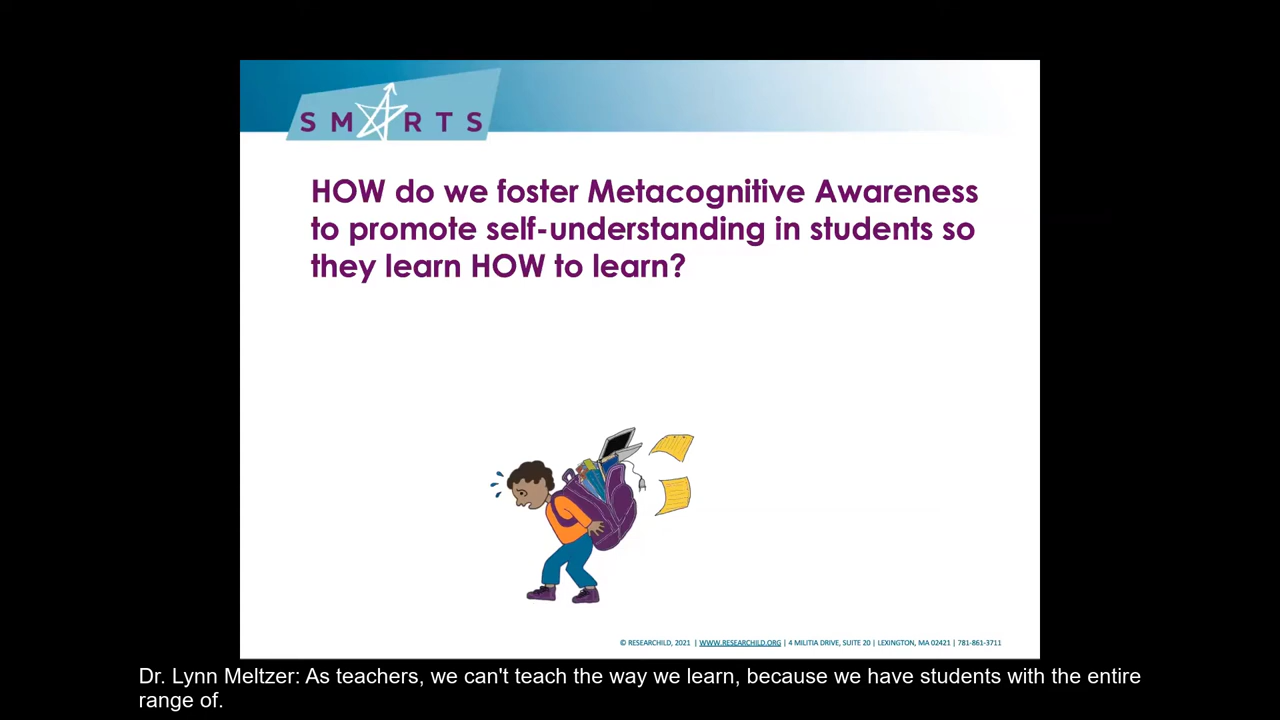 SMARTS
HOW do we foster Metacognitive Awareness
to promote self-understanding in students so
they learn HOW to learn?
© RESEARCHILD, 2021 | WWW.RESEARCHILD.ORG | 4 MILITIA DRIVE, SUITE 20 | LEXINGTON, MA 02421 | 781-861-3711
Dr. Lynn Meltzer: As teachers, we can't teach the way we learn, because we have students with the entire
range of.